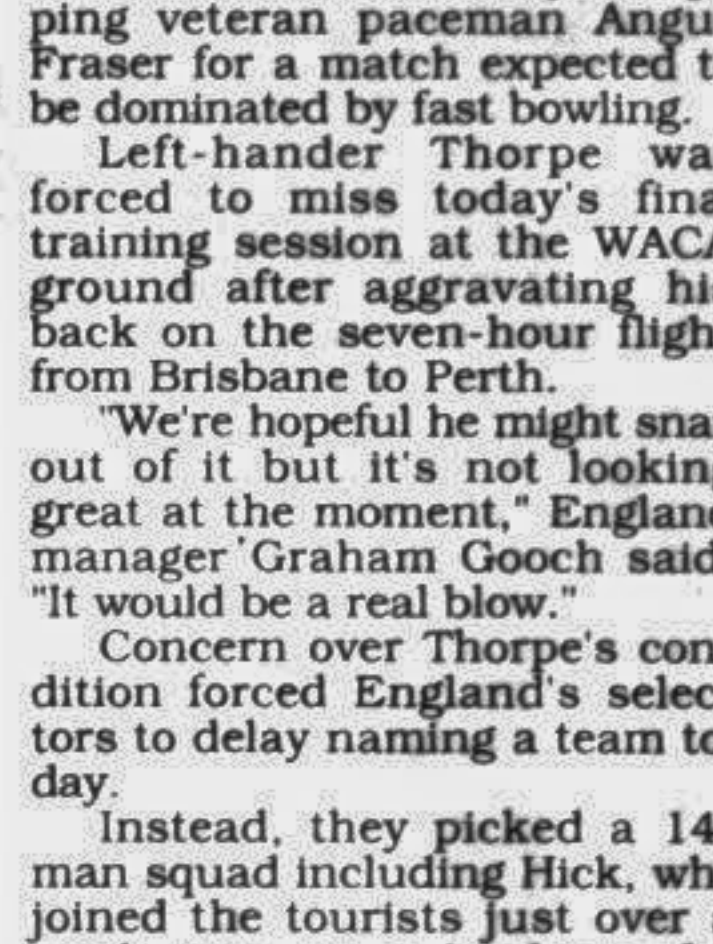 ping veteran paceman Angu
Fraser for a match expected t
be dominated by fast bowling.
Left-hander Thorpe wa
forced to miss today's fina
training session at the WACA
ground after aggravating hi
back on the seven-hour fligh
from Brisbane to Perth.
"We're hopeful he might sna
out of it but it's not looking
great at the moment," England
manager Graham Gooch said
"It would be a real blow."
Concern over Thorpe's con
dition forced England's selec
tors to delay naming a team to
day.
Instead, they picked a 14
man squad including Hick, wh
joined the tourists just over